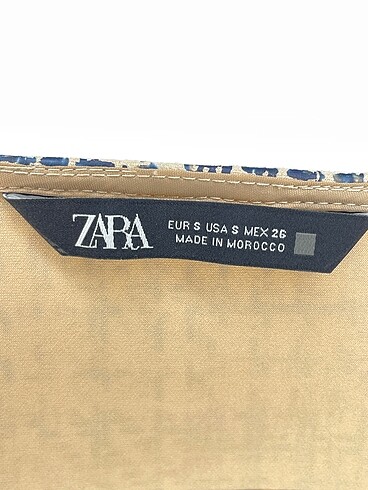 ZARA
EUR S USA S MEX 26
MADE IN MOROCCO